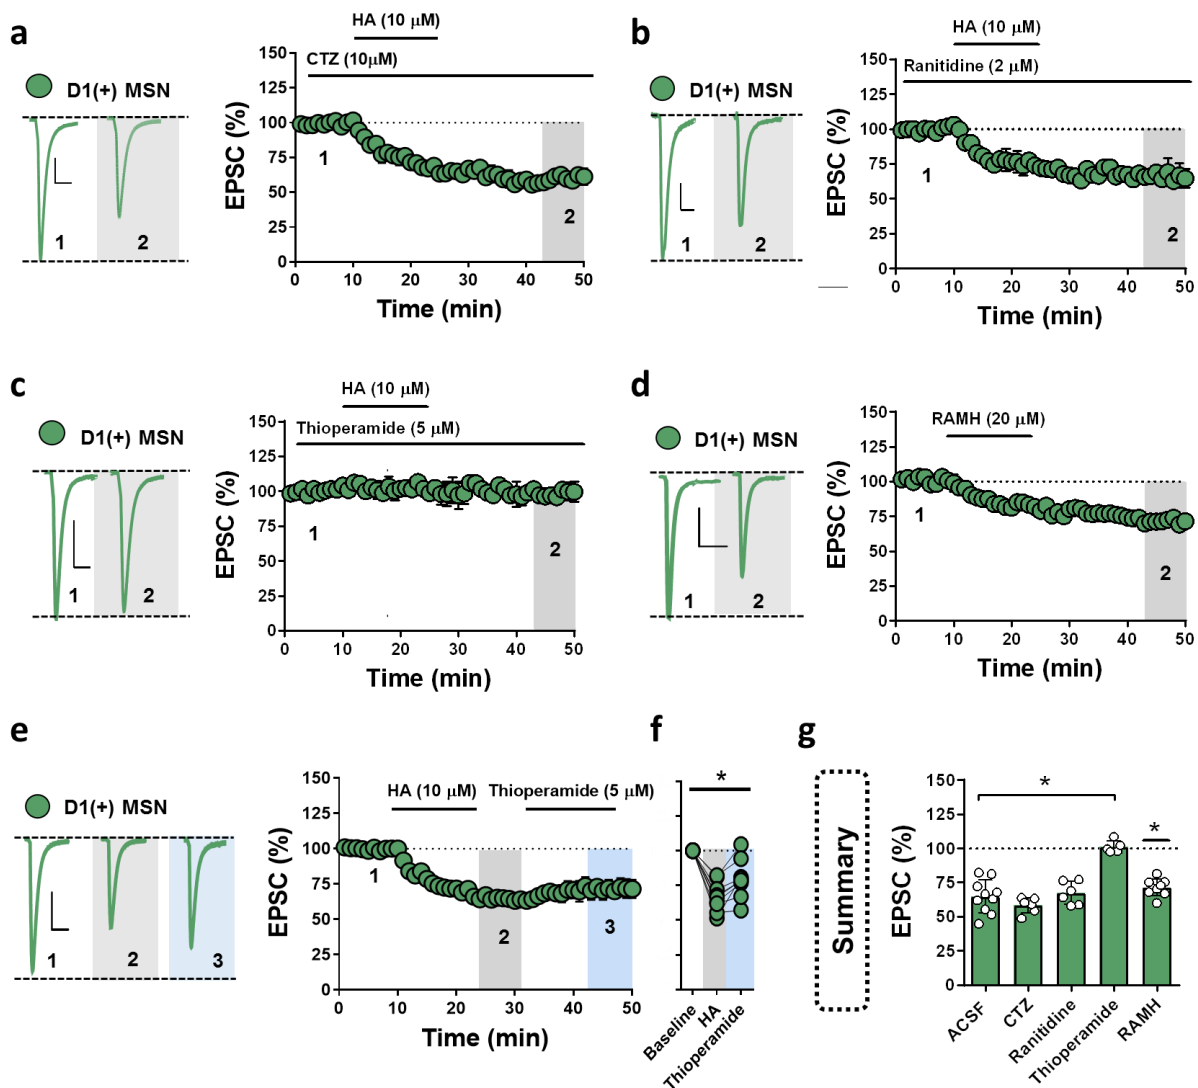 a
HA (10 μM)
CTZ (10μM)
D1(+) MSN
1
2
EPSC (%)
150
125
100
75
50
25
0
1
2
0
10
20
30
40
50
Time (min)
b
HA (10 μM)
Ranitidine (2 μM)
D1(+) MSN
1
2
EPSC (%)
150
125
100
75
50
25
0
1
2
0
10
20
30
40
50
Time (min)
c
HA (10 μM)
Thioperamide (5 μM)
D1(+) MSN
1
2
EPSC (%)
150
125
100
75
50
25
0
1
2
0
10
20
30
40
50
Time (min)
d
RAMH (20 μM)
D1(+) MSN
1
2
EPSC (%)
150
125
100
75
50
25
0
1
2
0
10
20
30
40
50
Time (min)
e
D1(+) MSN
1
2
3
HA (10 μM)
Thioperamide (5 μM)
EPSC (%)
150
125
100
75
50
25
0
1
2
3
0
10
20
30
40
50
Time (min)
f
*
Baseline
HA
Thioperamide
g
Summary
EPSC (%)
150
125
100
75
50
25
0
*
*
ACSF
CTZ
Ranitidine
Thioperamide
RAMH